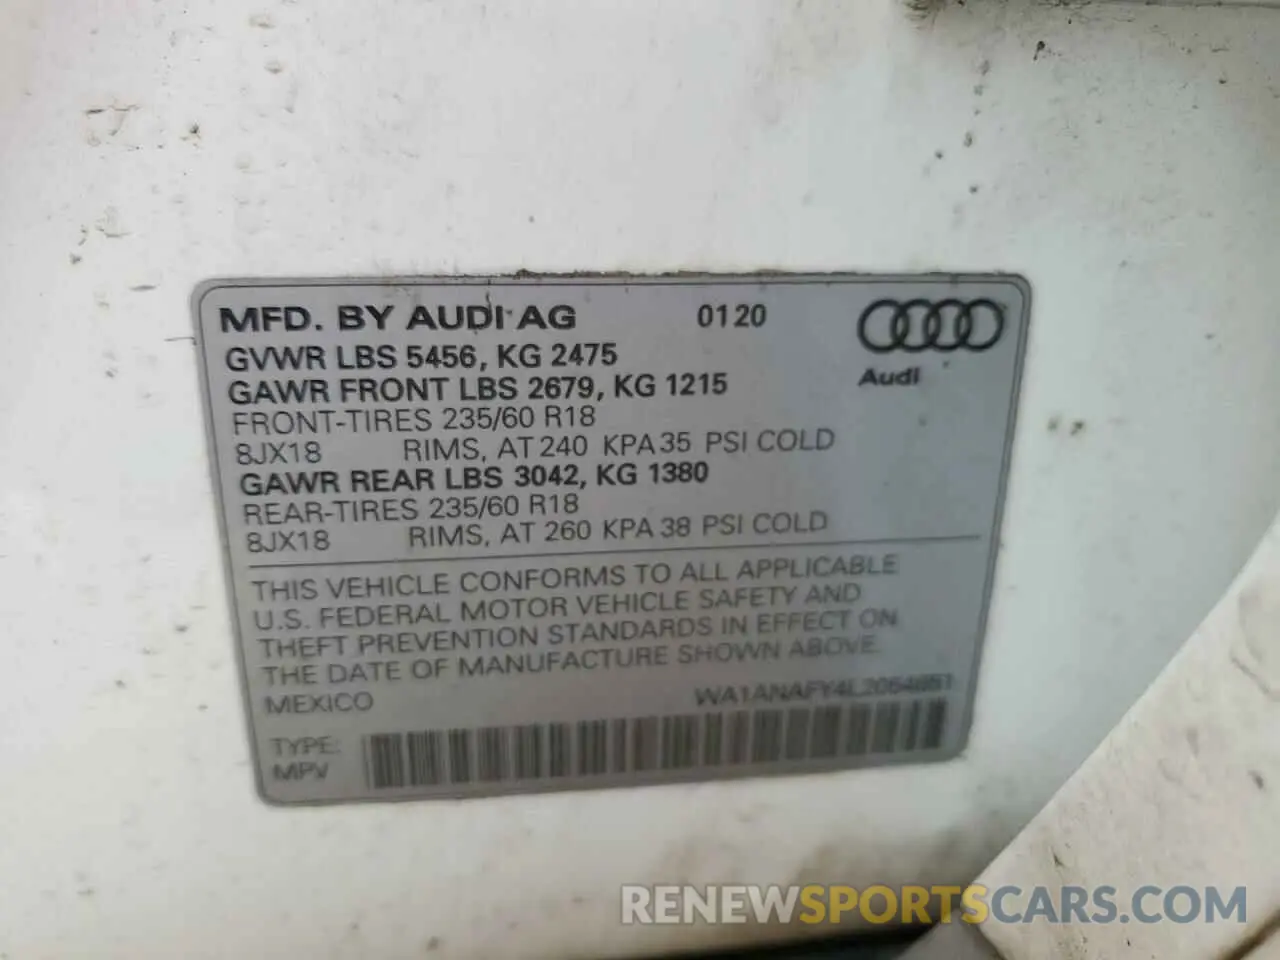 MFD. BY AUDI AG 0120
GVWR LBS 5456, KG 2475
GAWR FRONT LBS 2679, KG 1215
Audi
FRONT-TIRES 235/60 R18
8JX18 RIMS, AT 240 KPA 35 PSI COLD
GAWR REAR LBS 3042, KG 1380
REAR-TIRES 235/60 R18
8JX18 RIMS, AT 260 KPA 38 PSI COLD
THIS VEHICLE CONFORMS TO ALL APPLICABLE
U.S. FEDERAL MOTOR VEHICLE SAFETY AND
THEFT PREVENTION STANDARDS IN EFFECT ON
THE DATE OF MANUFACTURE SHOWN ABOVE.
MEXICO
TYPE:
MPV
RENEWSPORTSCARS.COM